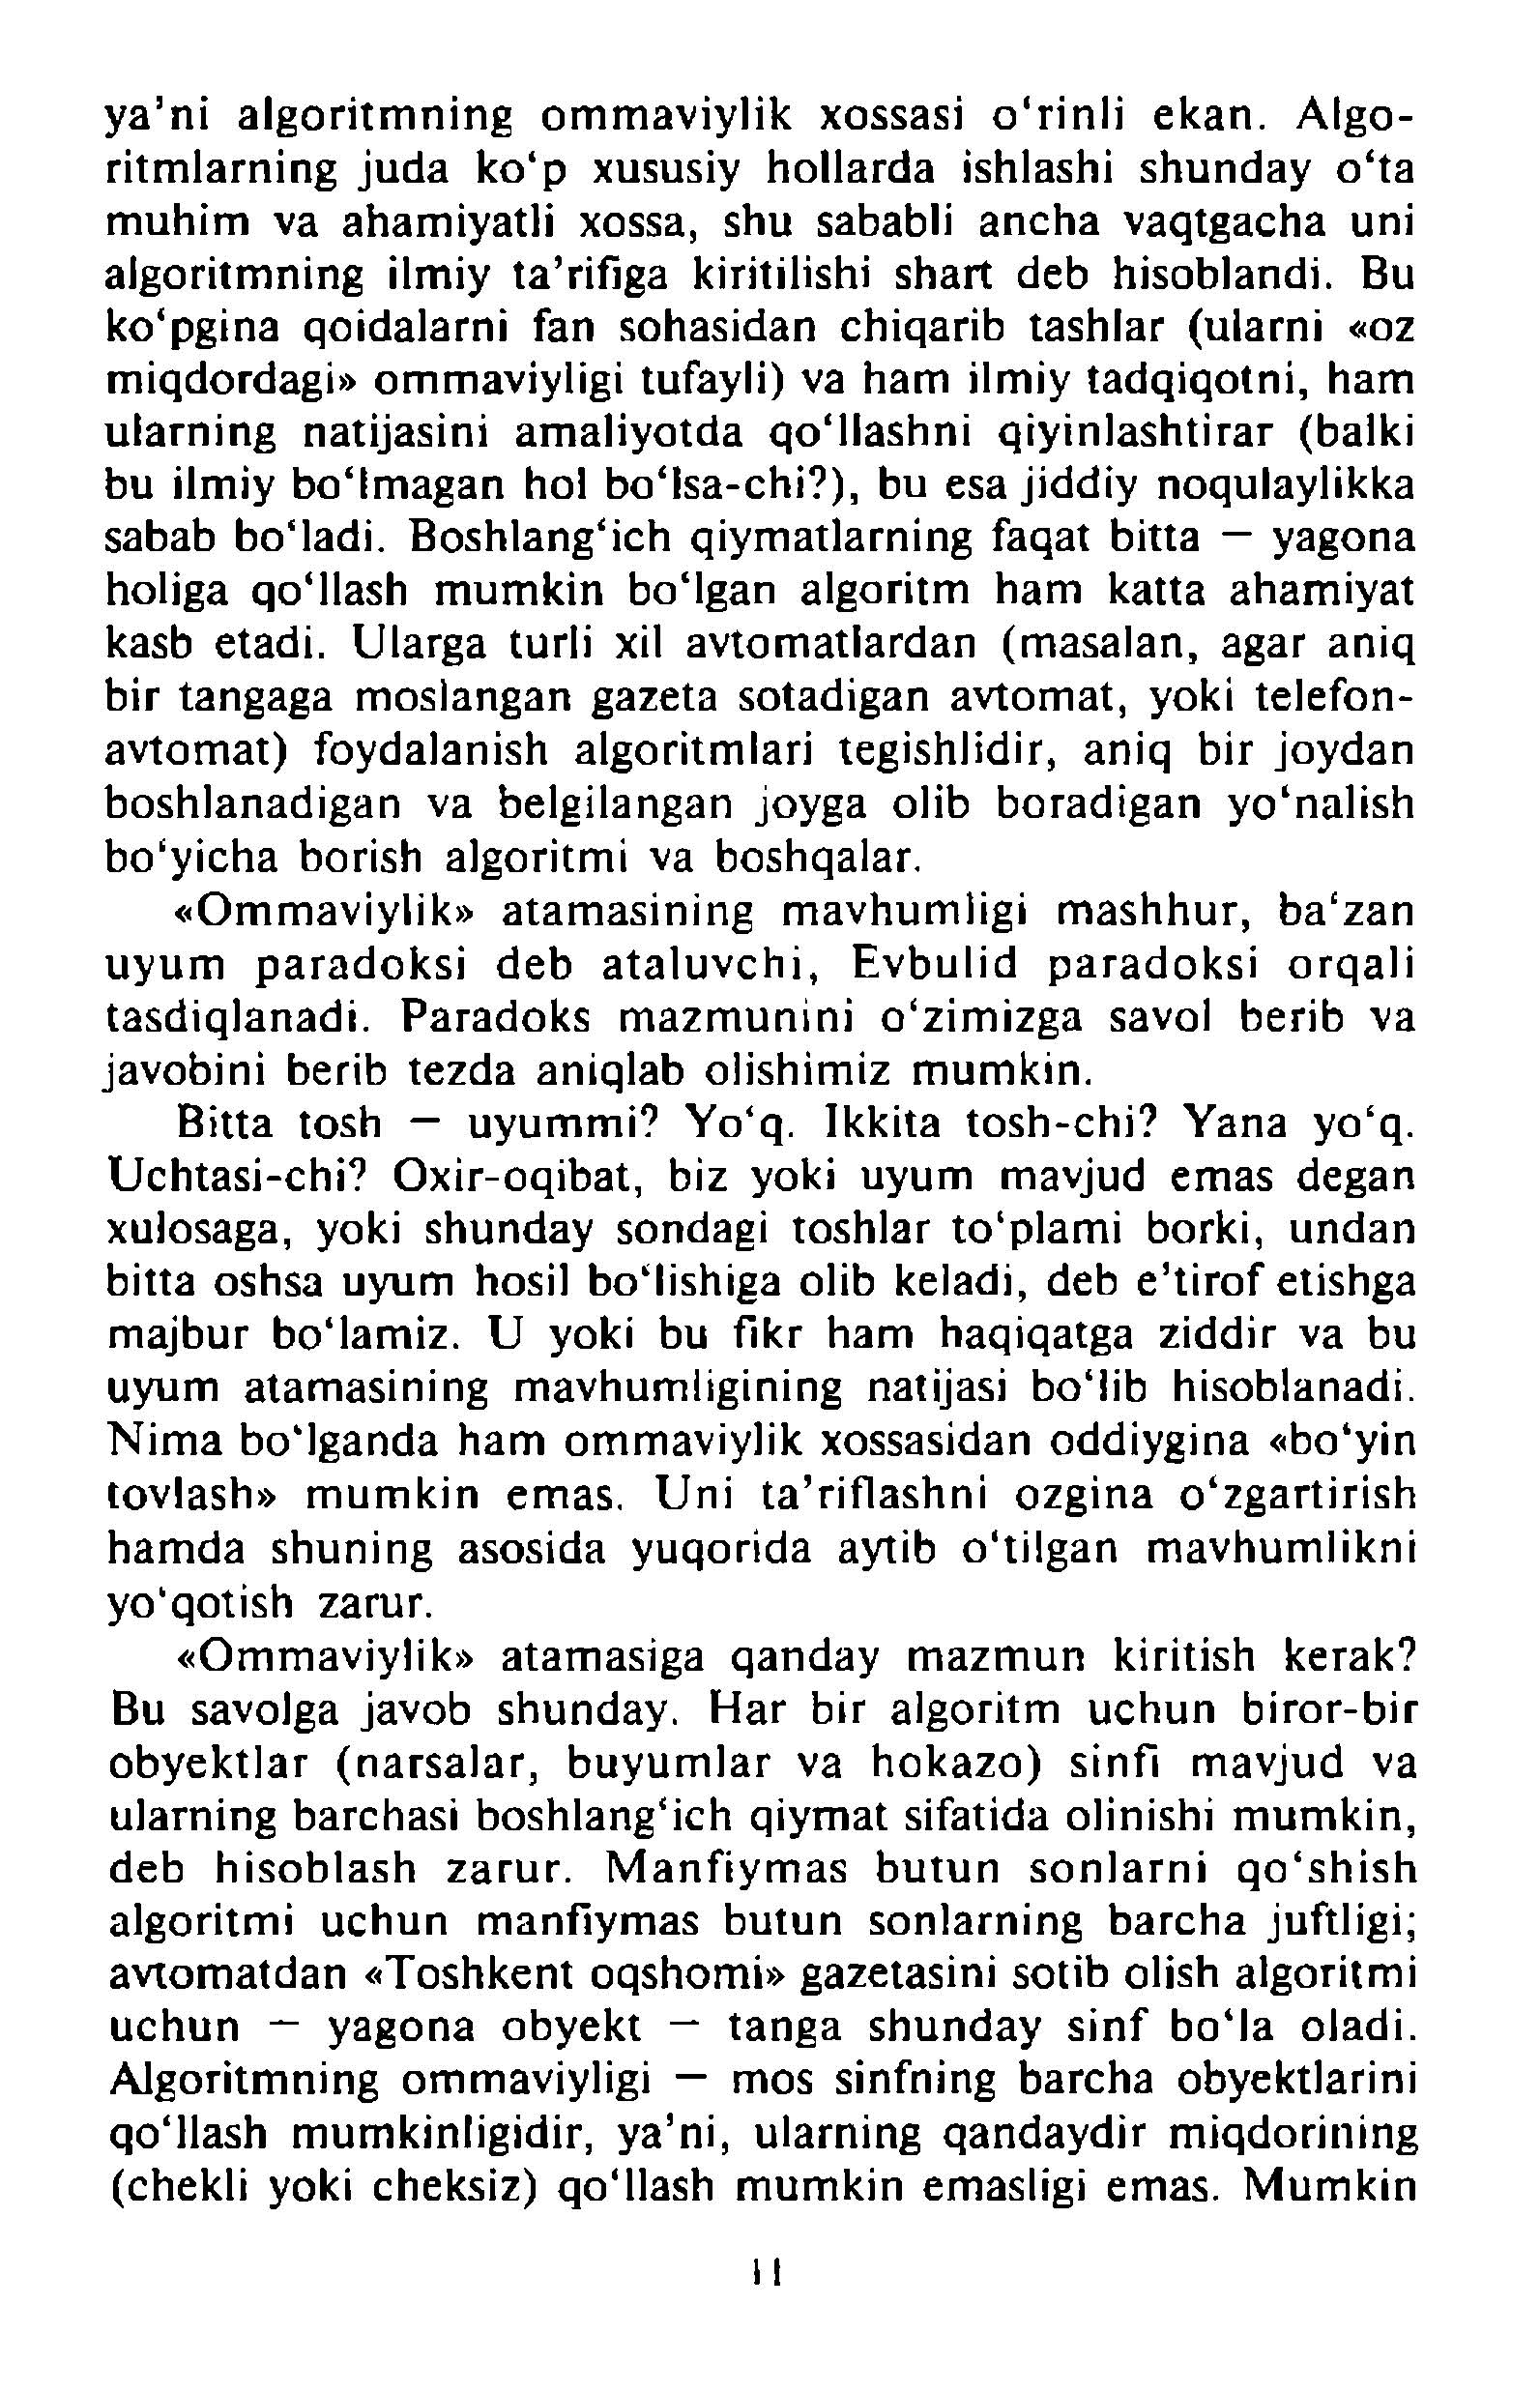 ya’ni algoritmning ommaviylik xossasi o‘rinli ekan. Algo-
ritmlarning juda ko‘p xususiy hollarda ishlashi shunday o‘ta
muhim va ahamiyatli xossa, shu sababli ancha vaqtgacha uni
algoritmning ilmiy ta’rifiga kiritilishi shart deb hisoblandi. Bu
ko‘pgina qoidalarni fan sohasidan chiqarib tashlar (ularni «oz
miqdordagi» ommaviyligi tufayli) va ham ilmiy tadqiqotni, ham
ularning natijasini amaliyotda qo‘llashni qiyinlashtirar (balki
bu ilmiy bo‘lmagan hol bo‘lsa-chi?), bu esa jiddiy noqulaylikka
sabab bo‘ladi. Boshlang‘ich qiymatlarning faqat bitta — yagona
holiga qo‘llash mumkin bo‘lgan algoritm ham katta ahamiyat
kasb etadi. Ularga turli xil avtomatlardan (masalan, agar aniq
bir tangaga moslangan gazeta sotadigan avtomat, yoki telefon-
avtomat) foydalanish algoritmlari tegishlidir, aniq bir joydan
boshlanadigan va belgilangan joyga olib boradigan yo‘nalish
bo‘yicha borish algoritmi va boshqalar.
«Ommaviylik» atamasining mavhumligi mashhur, ba‘zan
uyum paradoksi deb ataluvchi, Evbulid paradoksi orqali
tasdiqlanadi. Paradoks mazmunini o‘zimizga savol berib va
javobini berib tezda aniqlab olishimiz mumkin.
Bitta tosh — uyummi? Yo‘q. Ikkita tosh-chi? Yana yo‘q.
Uchtasi-chi? Oxir-oqibat, biz yoki uyum mavjud emas degan
xulosaga, yoki shunday sondagi toshlar to‘plami borki, undan
bitta oshsa uyum hosil bo‘lishiga olib keladi, deb e’tirof etishga
majbur bo‘lamiz. U yoki bu fikr ham haqiqatga ziddir va bu
uyum atamasining mavhumligining natijasi bo‘lib hisoblanadi.
Nima bo‘lganda ham ommaviylik xossasidan oddiygina «bo‘yin
tovlash» mumkin emas. Uni ta’riflashni ozgina o‘zgartirish
hamda shuning asosida yuqorida aytib o‘tilgan mavhumlikni
yo‘qotish zarur.
«Ommaviylik» atamasiga qanday mazmun kiritish kerak?
Bu savolga javob shunday. Har bir algoritm uchun biror-bir
obyektlar (narsalar, buyumlar va hokazo) sinfi mavjud va
ularning barchasi boshlang‘ich qiymat sifatida olinishi mumkin,
deb hisoblash zarur. Manfiymas butun sonlarni qo‘shish
algoritmi uchun manfiymas butun sonlarning barcha juftligi;
avtomatdan «Toshkent oqshomi» gazetasini sotib olish algoritmi
uchun — yagona obyekt — tanga shunday sinf bo‘la oladi.
Algoritmning ommaviyligi — mos sinfning barcha obyektlarini
qo‘llash mumkinligidir, ya’ni, ularning qandaydir miqdorining
(chekli yoki cheksiz) qo‘llash mumkin emasligi emas. Mumkin
11